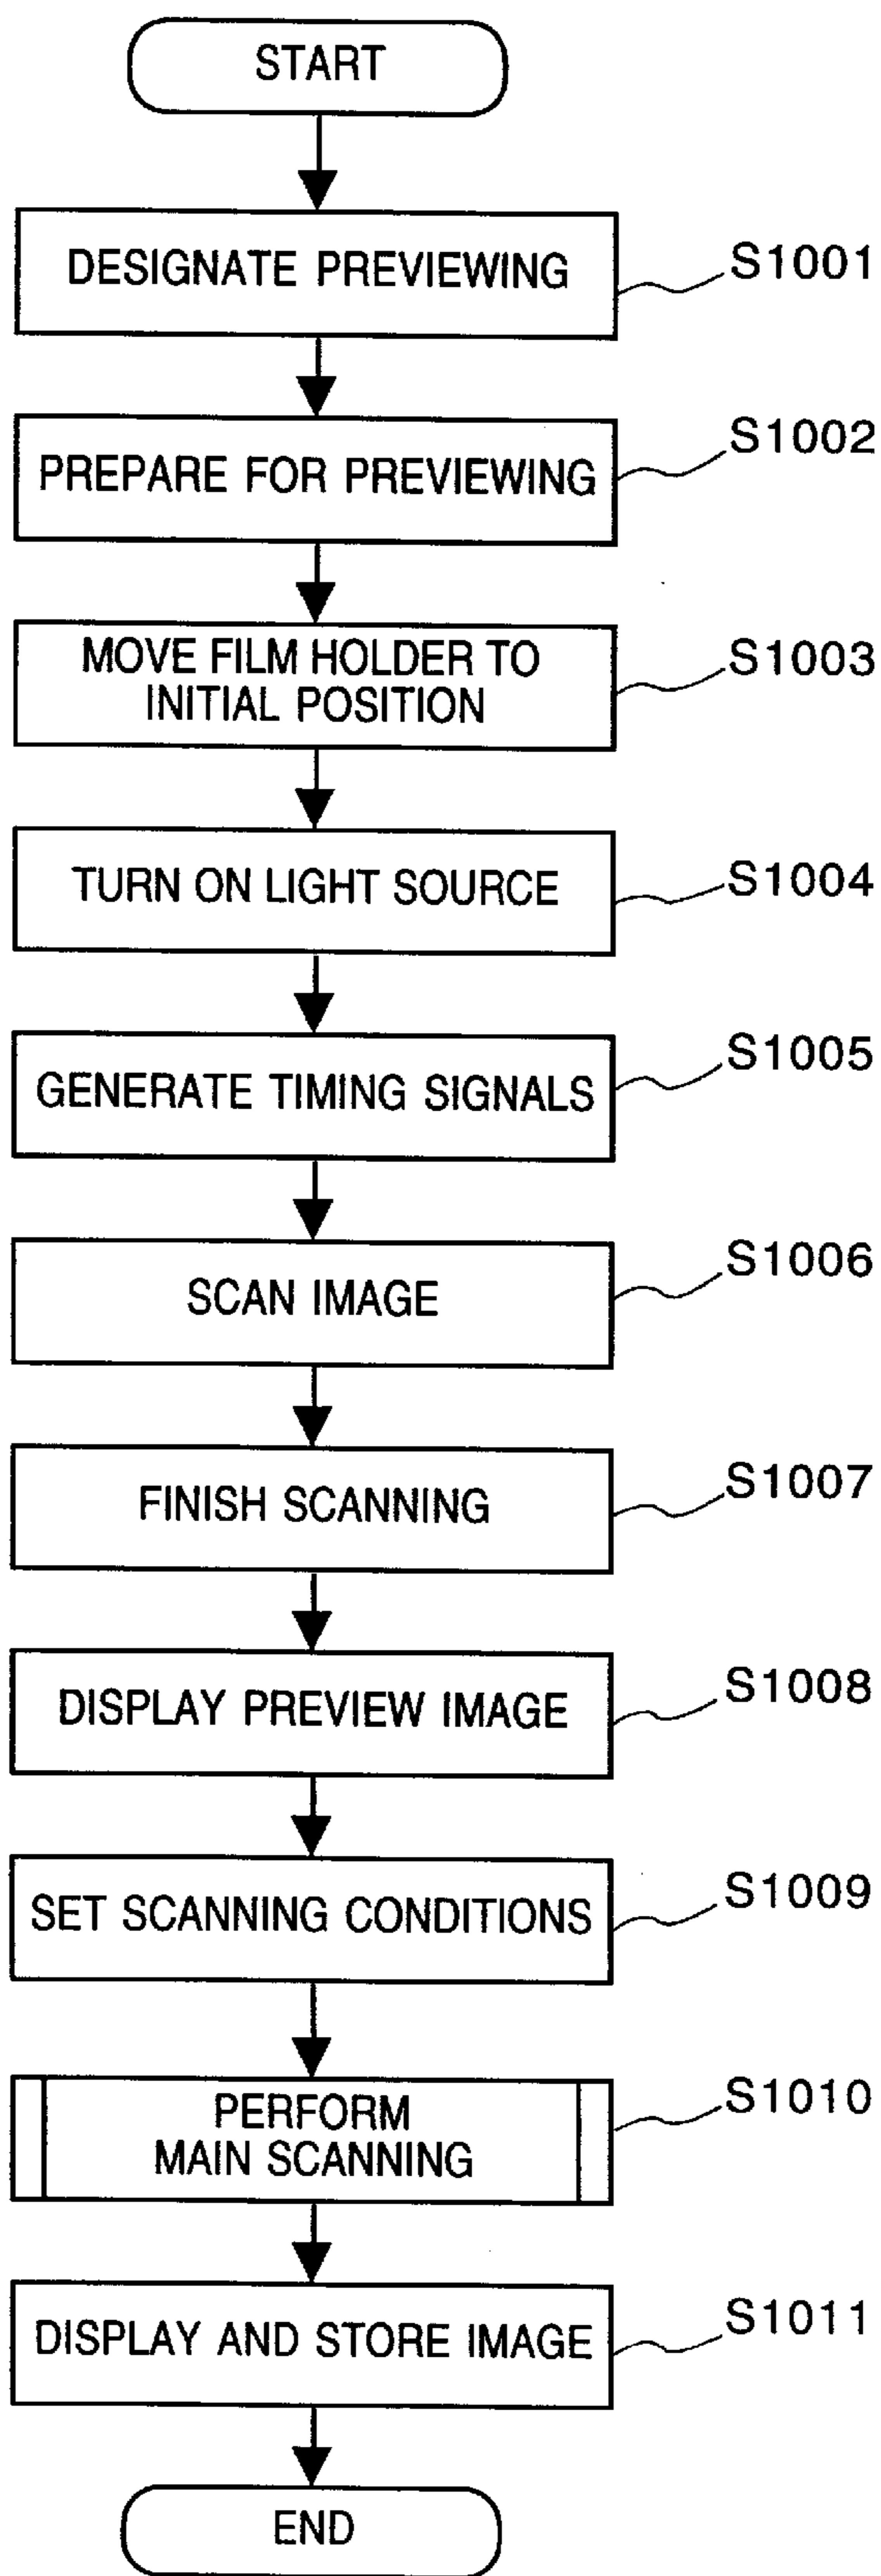 START
DESIGNATE PREVIEWING
S1001
PREPARE FOR PREVIEWING
S1002
MOVE FILM HOLDER TO
INITIAL POSITION
S1003
TURN ON LIGHT SOURCE
S1004
GENERATE TIMING SIGNALS
S1005
SCAN IMAGE
S1006
FINISH SCANNING
S1007
DISPLAY PREVIEW IMAGE
S1008
SET SCANNING CONDITIONS
S1009
PERFORM
MAIN SCANNING
S1010
DISPLAY AND STORE IMAGE
S1011
END